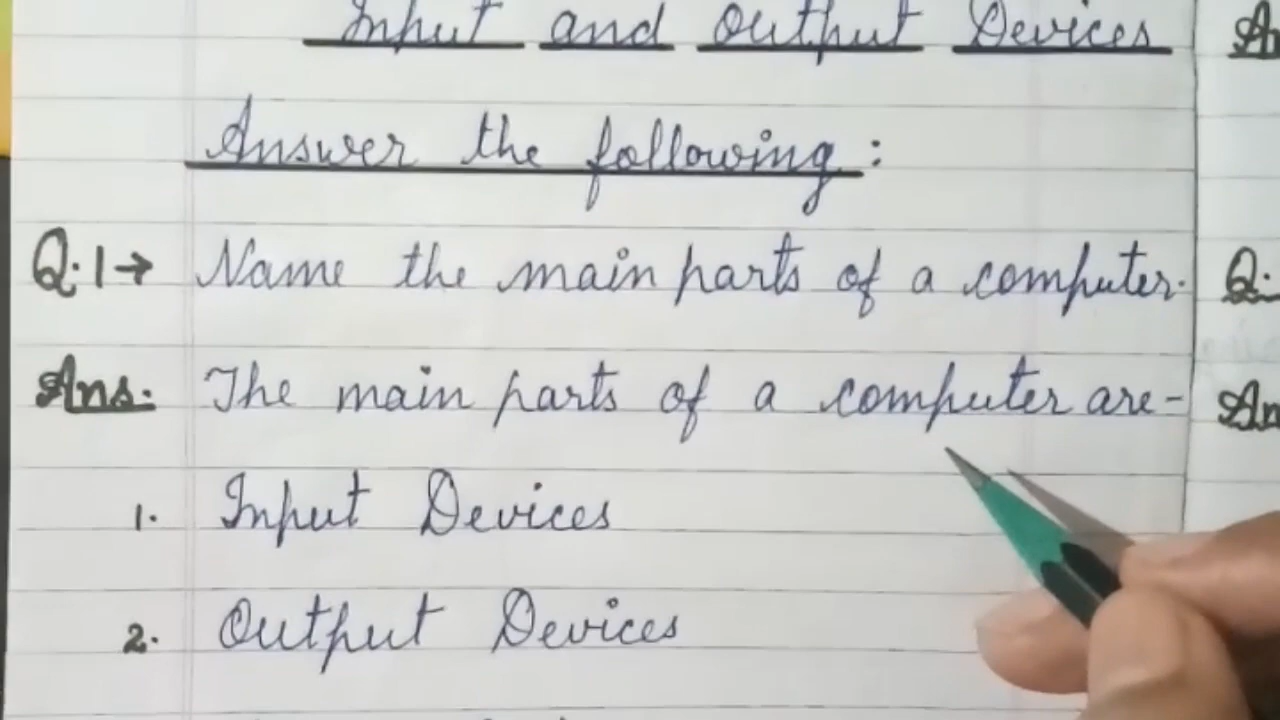 Input and Output Devices
Answer the following :
Q.1→ Name the main parts of a computer.
Ans. The main parts of a computer are-
1. Input Devices
2. Output Devices